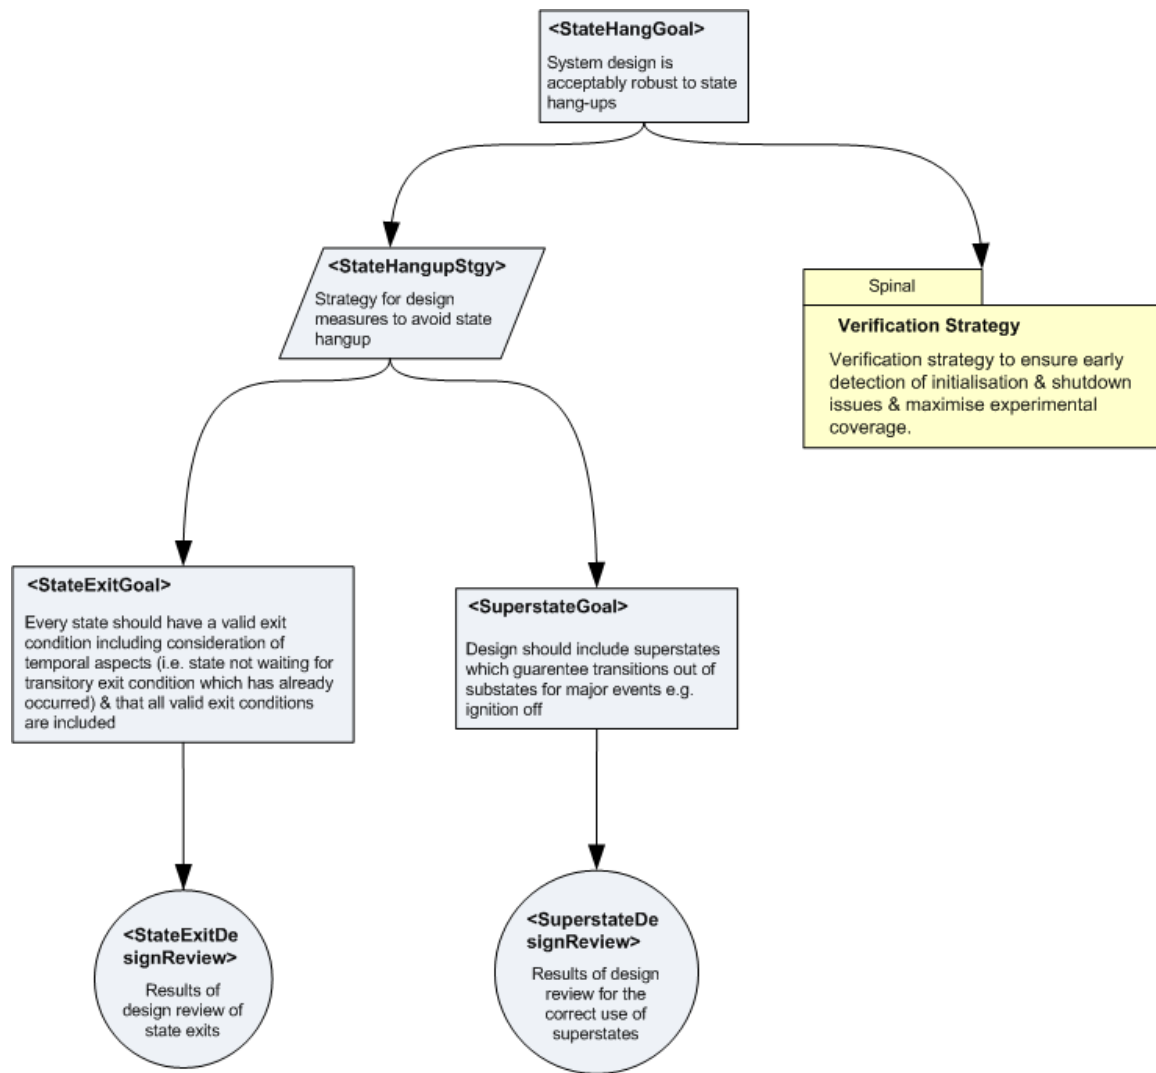 <StateHangGoal>
System design is
acceptably robust to state
hang-ups
<StateHangupStgy>
Strategy for design
measures to avoid state
hangup
Spinal
Verification Strategy
Verification strategy to ensure early
detection of initialisation & shutdown
issues & maximise experimental
coverage.
<StateExitGoal>
Every state should have a valid exit
condition including consideration of
temporal aspects (i.e. state not waiting for
transitory exit condition which has already
occurred) & that all valid exit conditions
are included
<SuperstateGoal>
Design should include superstates
which guarentee transitions out of
substates for major events e.g.
ignition off
<StateExitDe
signReview>
Results of
design review of
state exits
<SuperstateDe
signReview>
Results of design
review for the
correct use of
superstates